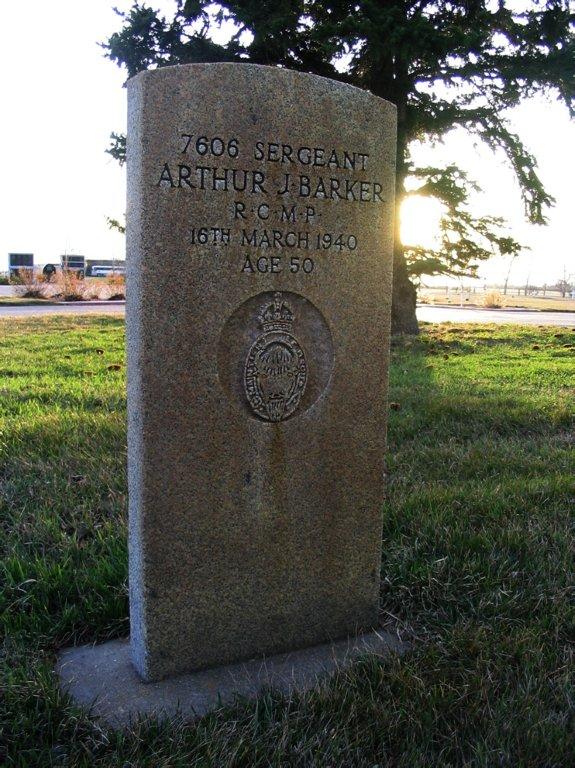 7606 SERGEANT
ARTHUR J·BARKER
R·C·M·P·
16TH MARCH 1940
AGE 50